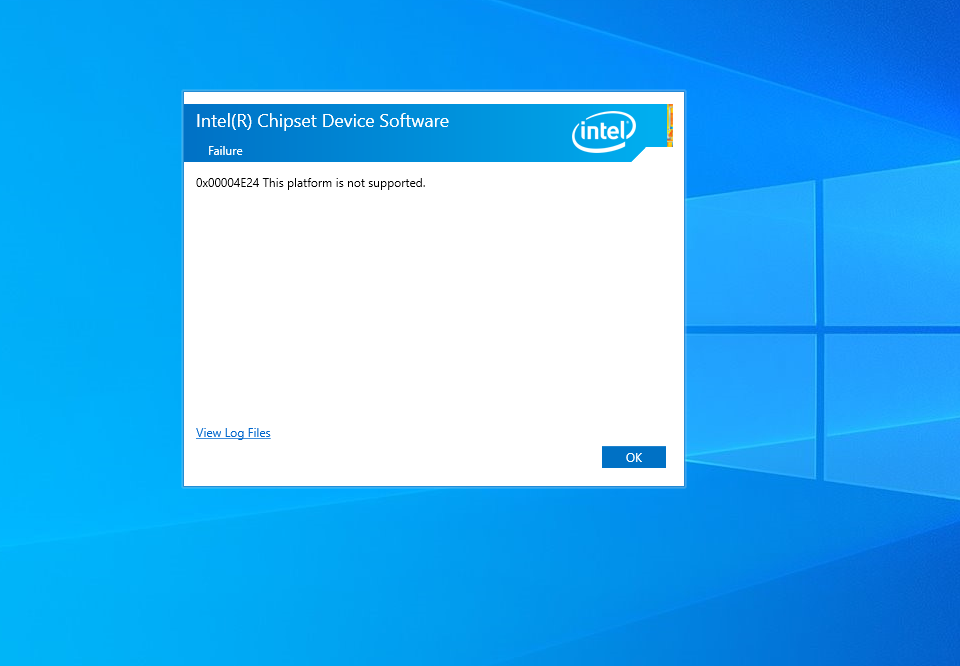 Intel(R) Chipset Device Software
Failure
intel
0x00004E24 This platform is not supported.
View Log Files
OK